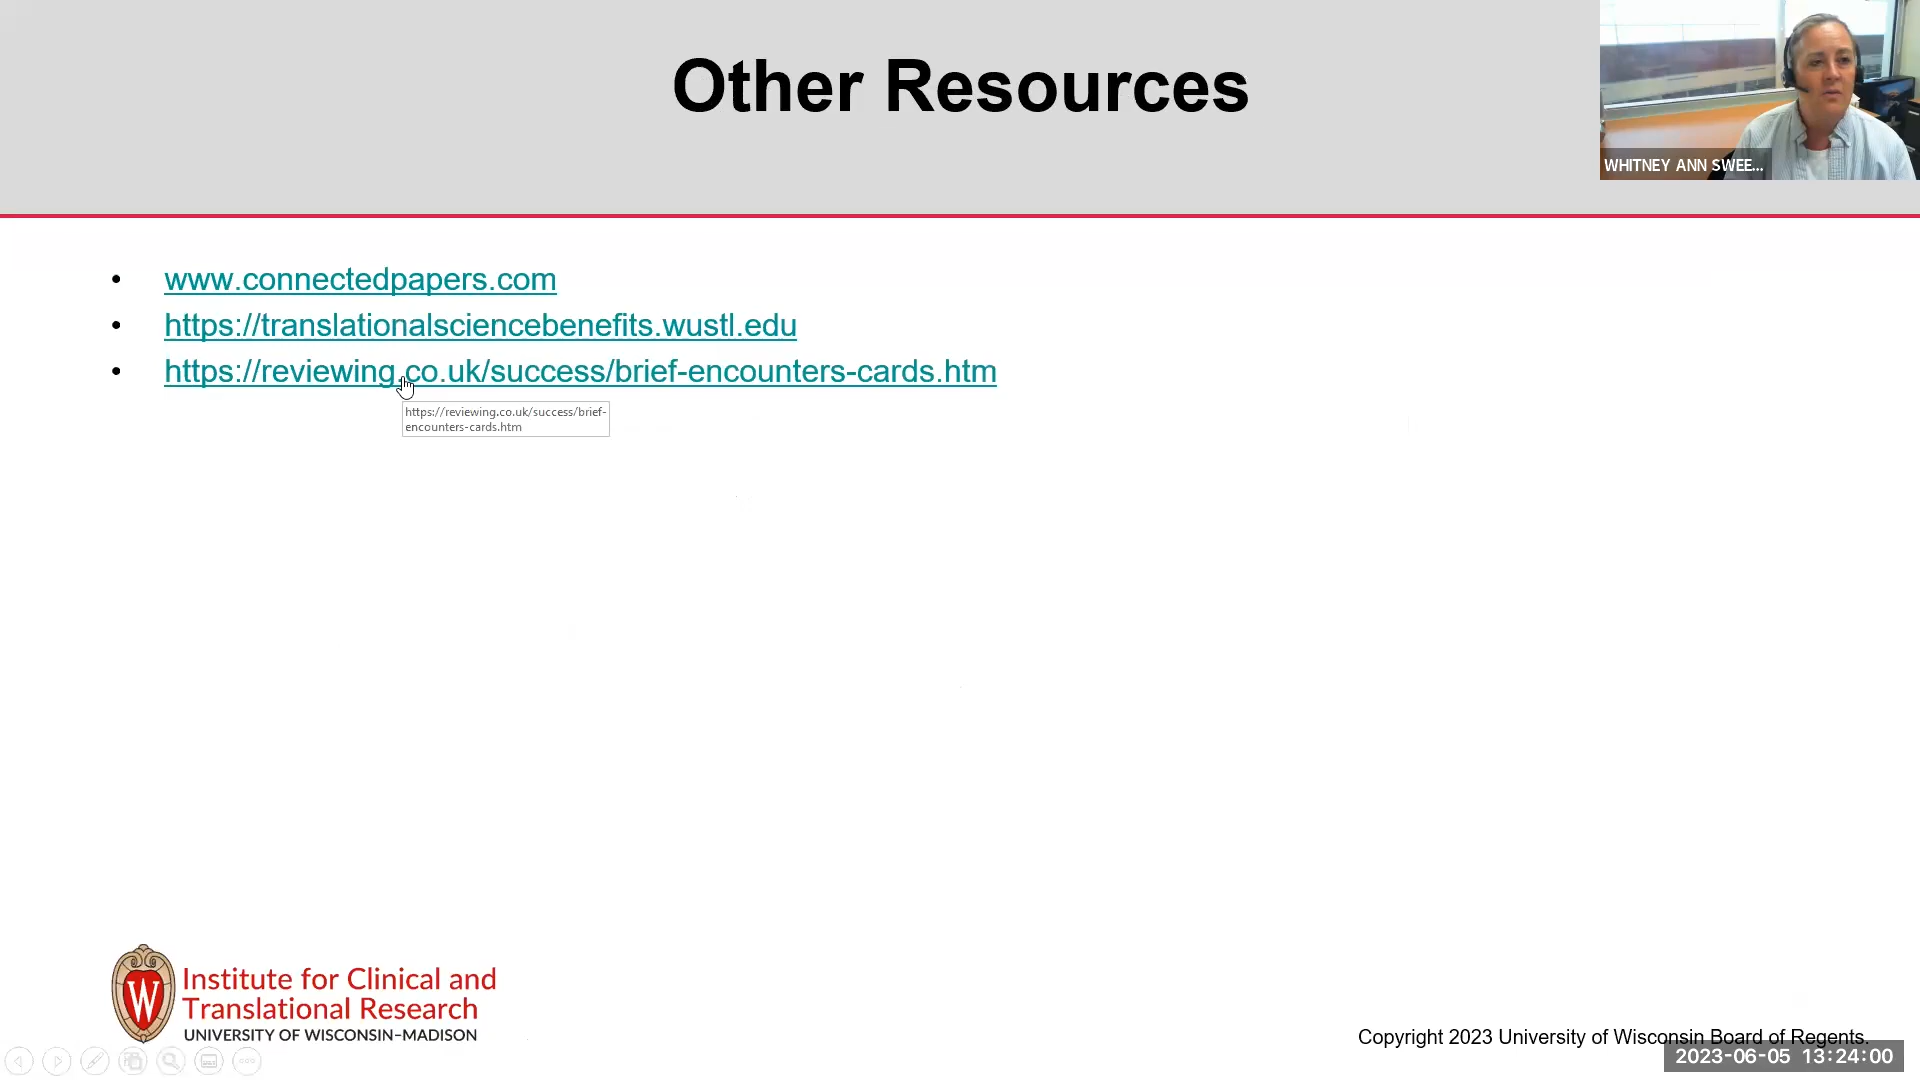 Other Resources
WHITNEY ANN SWEE...
• www.connectedpapers.com
• https://translationalsciencebenefits.wustl.edu
• https://reviewing.co.uk/success/brief-encounters-cards.htm
https://reviewing.co.uk/success/brief-
encounters-cards.htm
W
Institute for Clinical and
Translational Research
UNIVERSITY OF WISCONSIN–MADISON
Copyright 2023 University of Wisconsin Board of Regents.
2023-06-05 13:24:00